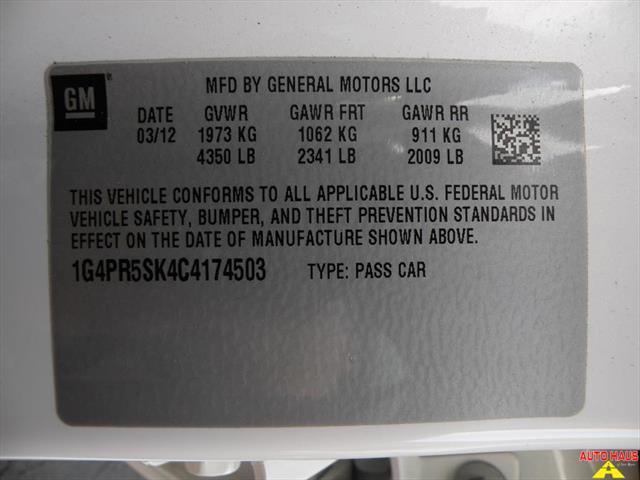 GM
MFD BY GENERAL MOTORS LLC
DATE GVWR GAWR FRT GAWR RR
03/12 1973 KG 1062 KG 911 KG
4350 LB 2341 LB 2009 LB
THIS VEHICLE CONFORMS TO ALL APPLICABLE U.S. FEDERAL MOTOR
VEHICLE SAFETY, BUMPER, AND THEFT PREVENTION STANDARDS IN
EFFECT ON THE DATE OF MANUFACTURE SHOWN ABOVE.
1G4PR5SK4C4174503 TYPE: PASS CAR
AUTO HAUS